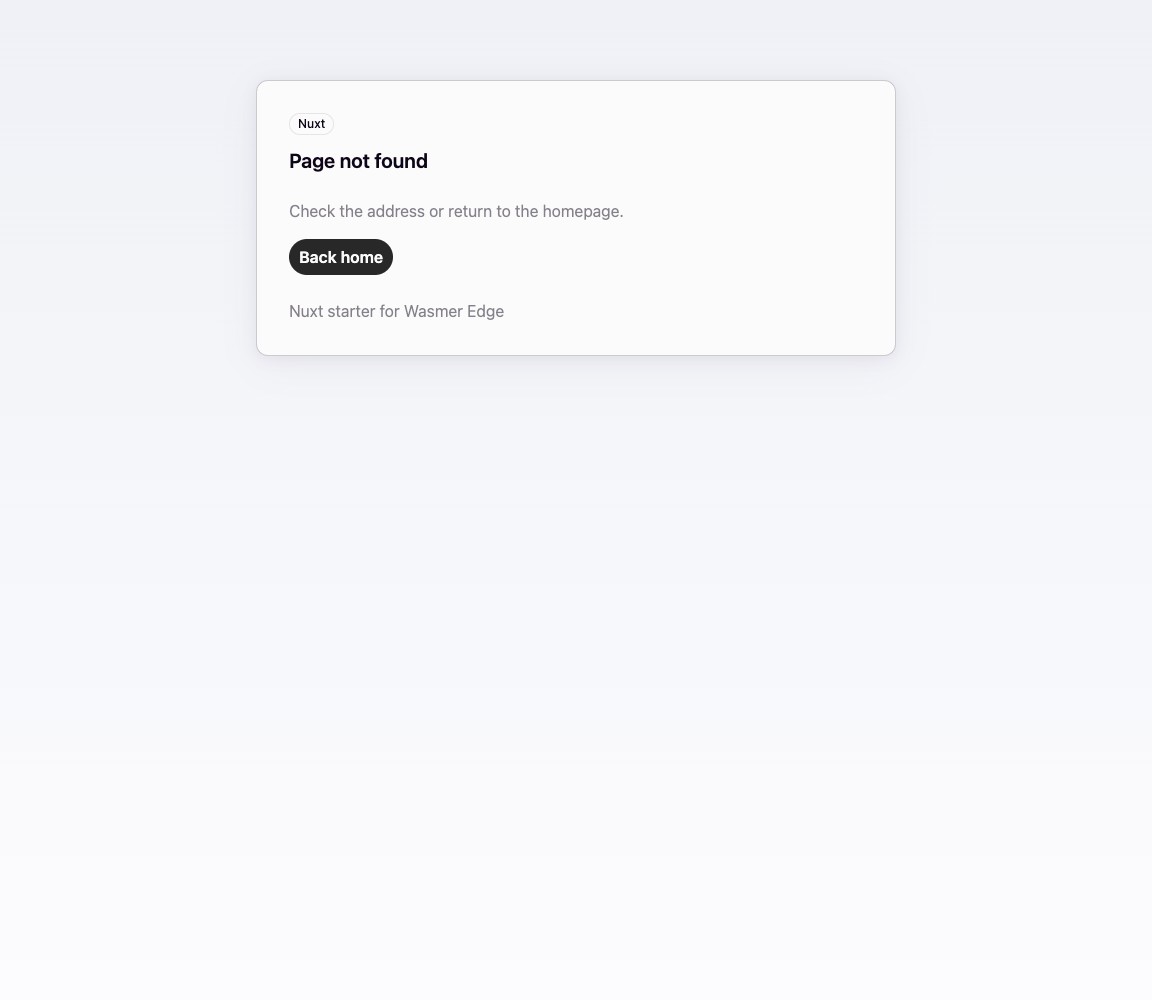 Nuxt
Page not found
Check the address or return to the homepage.
Back home
Nuxt starter for Wasmer Edge